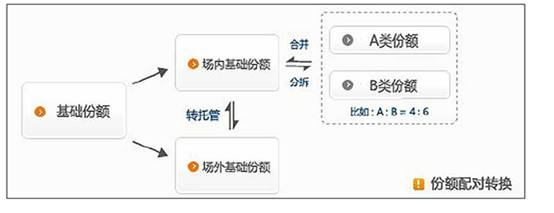 基础份额
场内基础份额
转托管
场外基础份额
合并
分拆
A类份额
B类份额
比如: A: B = 4 : 6
份额配对转换